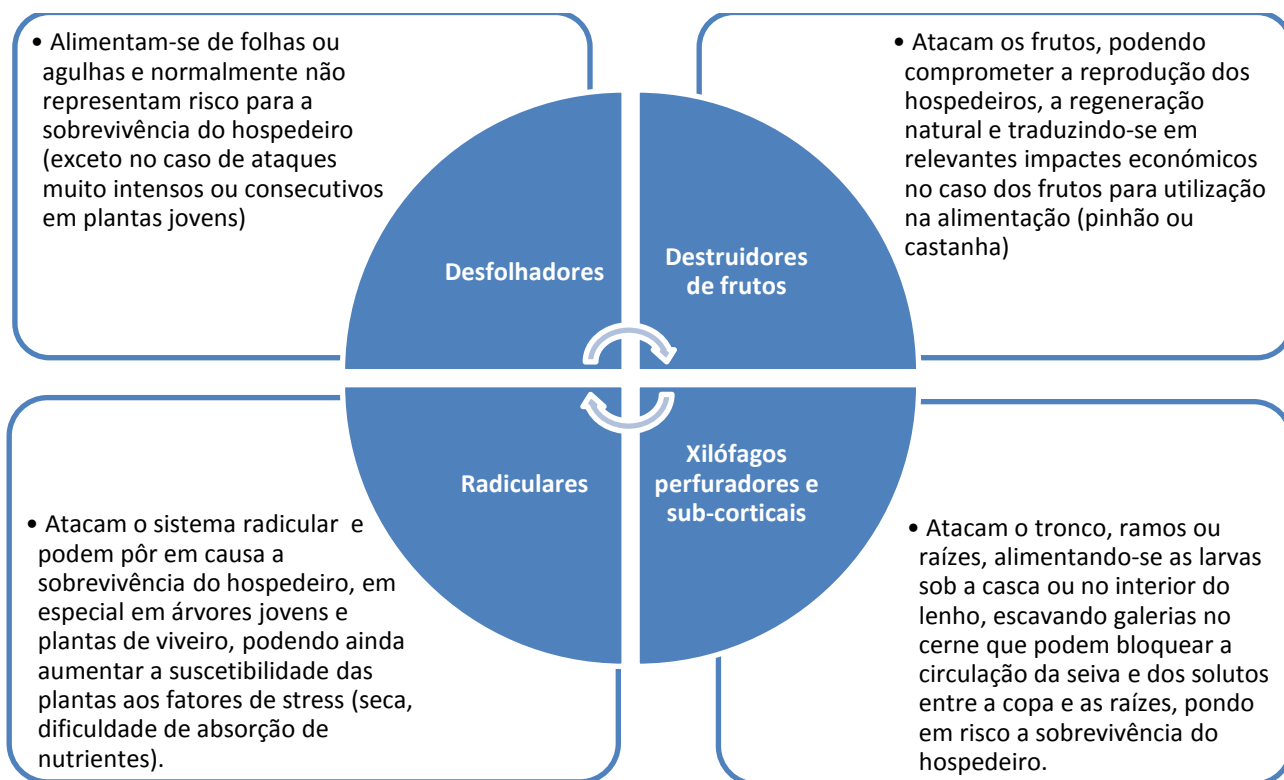 • Alimentam-se de folhas ou
agulhas e normalmente não
representam risco para a
sobrevivência do hospedeiro
(exceto no caso de ataques
muito intensos ou consecutivos
em plantas jovens)
• Atacam os frutos, podendo
comprometer a reprodução dos
hospedeiros, a regeneração
natural e traduzindo-se em
relevantes impactes económicos
no caso dos frutos para utilização
na alimentação (pinhão ou
castanha)
Desfolhadores
Destruidores
de frutos
Radiculares
Xilófagos
perfuradores e
sub-corticais
• Atacam o sistema radicular e
podem pôr em causa a
sobrevivência do hospedeiro, em
especial em árvores jovens e
plantas de viveiro, podendo ainda
aumentar a suscetibilidade das
plantas aos fatores de stress (seca,
dificuldade de absorção de
nutrientes).
• Atacam o tronco, ramos ou
raízes, alimentando-se as larvas
sob a casca ou no interior do
lenho, escavando galerias no
cerne que podem bloquear a
circulação da seiva e dos solutos
entre a copa e as raízes, pondo
em risco a sobrevivência do
hospedeiro.